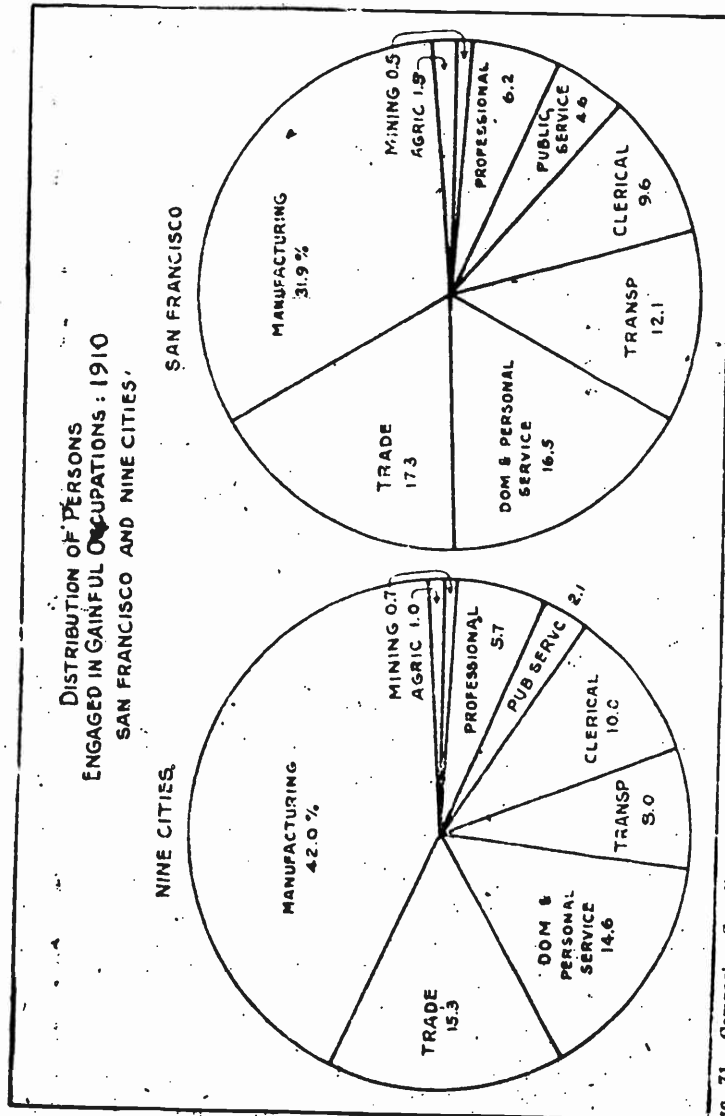 DISTRIBUTION OF PERSONS
ENGAGED IN GAINFUL OCCUPATIONS: 1910
SAN FRANCISCO AND NINE CITIES
NINE CITIES
MANUFACTURING
42.0 %
MINING 0.7
AGRIC 1.0
PROFESSIONAL
5.7
PUB SERVC 2.1
CLERICAL
10.0
TRANSP
8.0
DOM &
PERSONAL
SERVICE
14.6
TRADE
15.3
SAN FRANCISCO
MANUFACTURING
31.9 %
MINING 0.5
AGRIC
PROFESSIONAL
6.2
PUBLIC
SERVICE
4.6
CLERICAL
9.6
TRANSP
12.1
DOM & PERSONAL
SERVICE
16.5
TRADE
17.3
71.